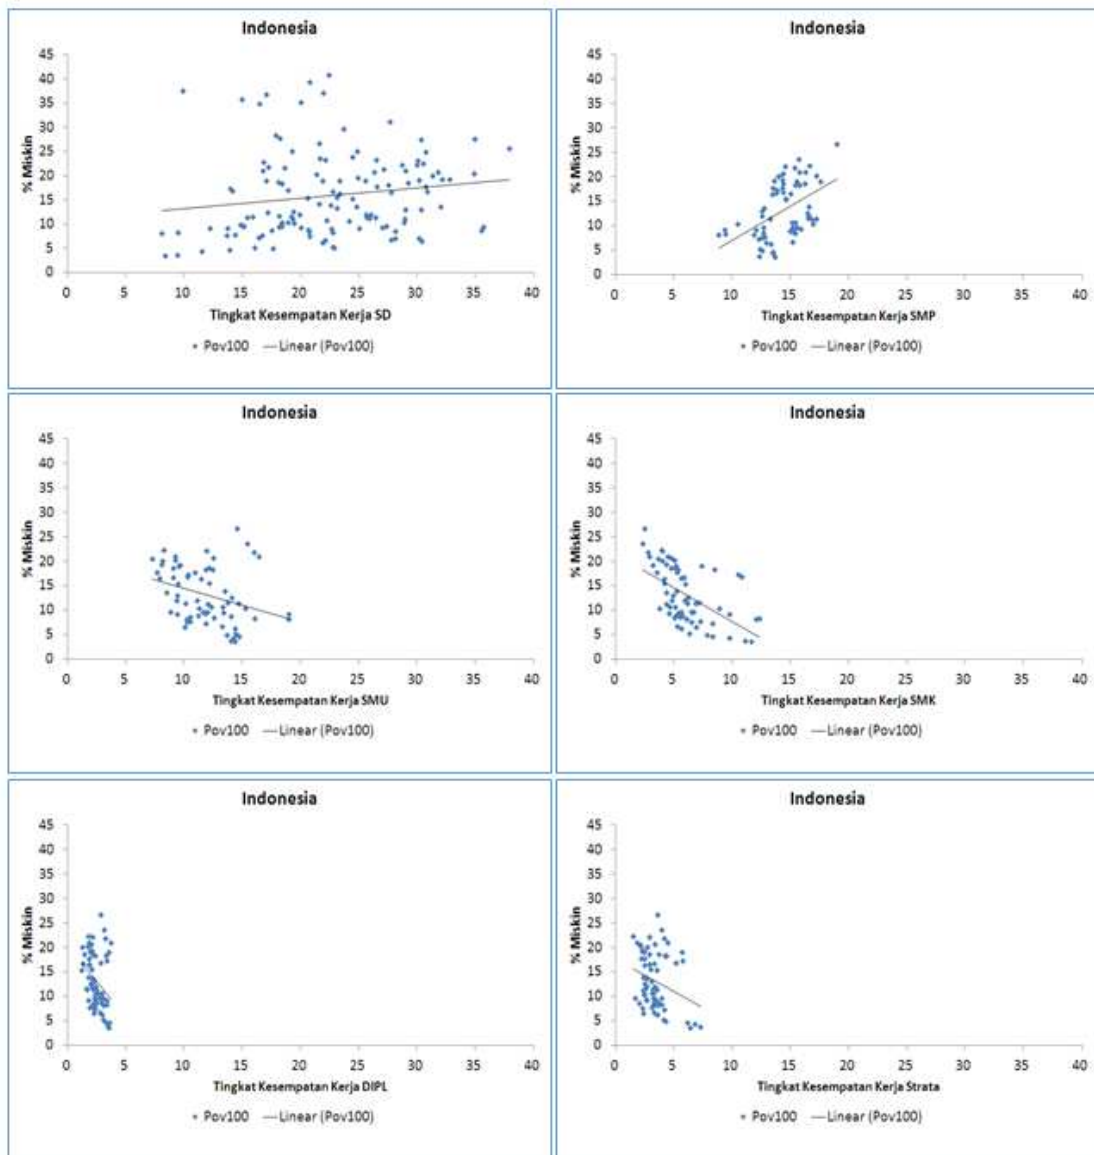 Indonesia
% Miskin
45
40
35
30
25
20
15
10
5
0
0 5 10 15 20 25 30 35 40
Tingkat Kesempatan Kerja SD
Pov100 Linear (Pov100)
Indonesia
% Miskin
45
40
35
30
25
20
15
10
5
0
0 5 10 15 20 25 30 35 40
Tingkat Kesempatan Kerja SMP
Pov100 Linear (Pov100)
Indonesia
% Miskin
45
40
35
30
25
20
15
10
5
0
0 5 10 15 20 25 30 35 40
Tingkat Kesempatan Kerja SMU
Pov100 Linear (Pov100)
Indonesia
% Miskin
45
40
35
30
25
20
15
10
5
0
0 5 10 15 20 25 30 35 40
Tingkat Kesempatan Kerja SMK
Pov100 Linear (Pov100)
Indonesia
% Miskin
45
40
35
30
25
20
15
10
5
0
0 5 10 15 20 25 30 35 40
Tingkat Kesempatan Kerja DIPL
Pov100 Linear (Pov100)
Indonesia
% Miskin
45
40
35
30
25
20
15
10
5
0
0 5 10 15 20 25 30 35 40
Tingkat Kesempatan Kerja Strata
Pov100 Linear (Pov100)